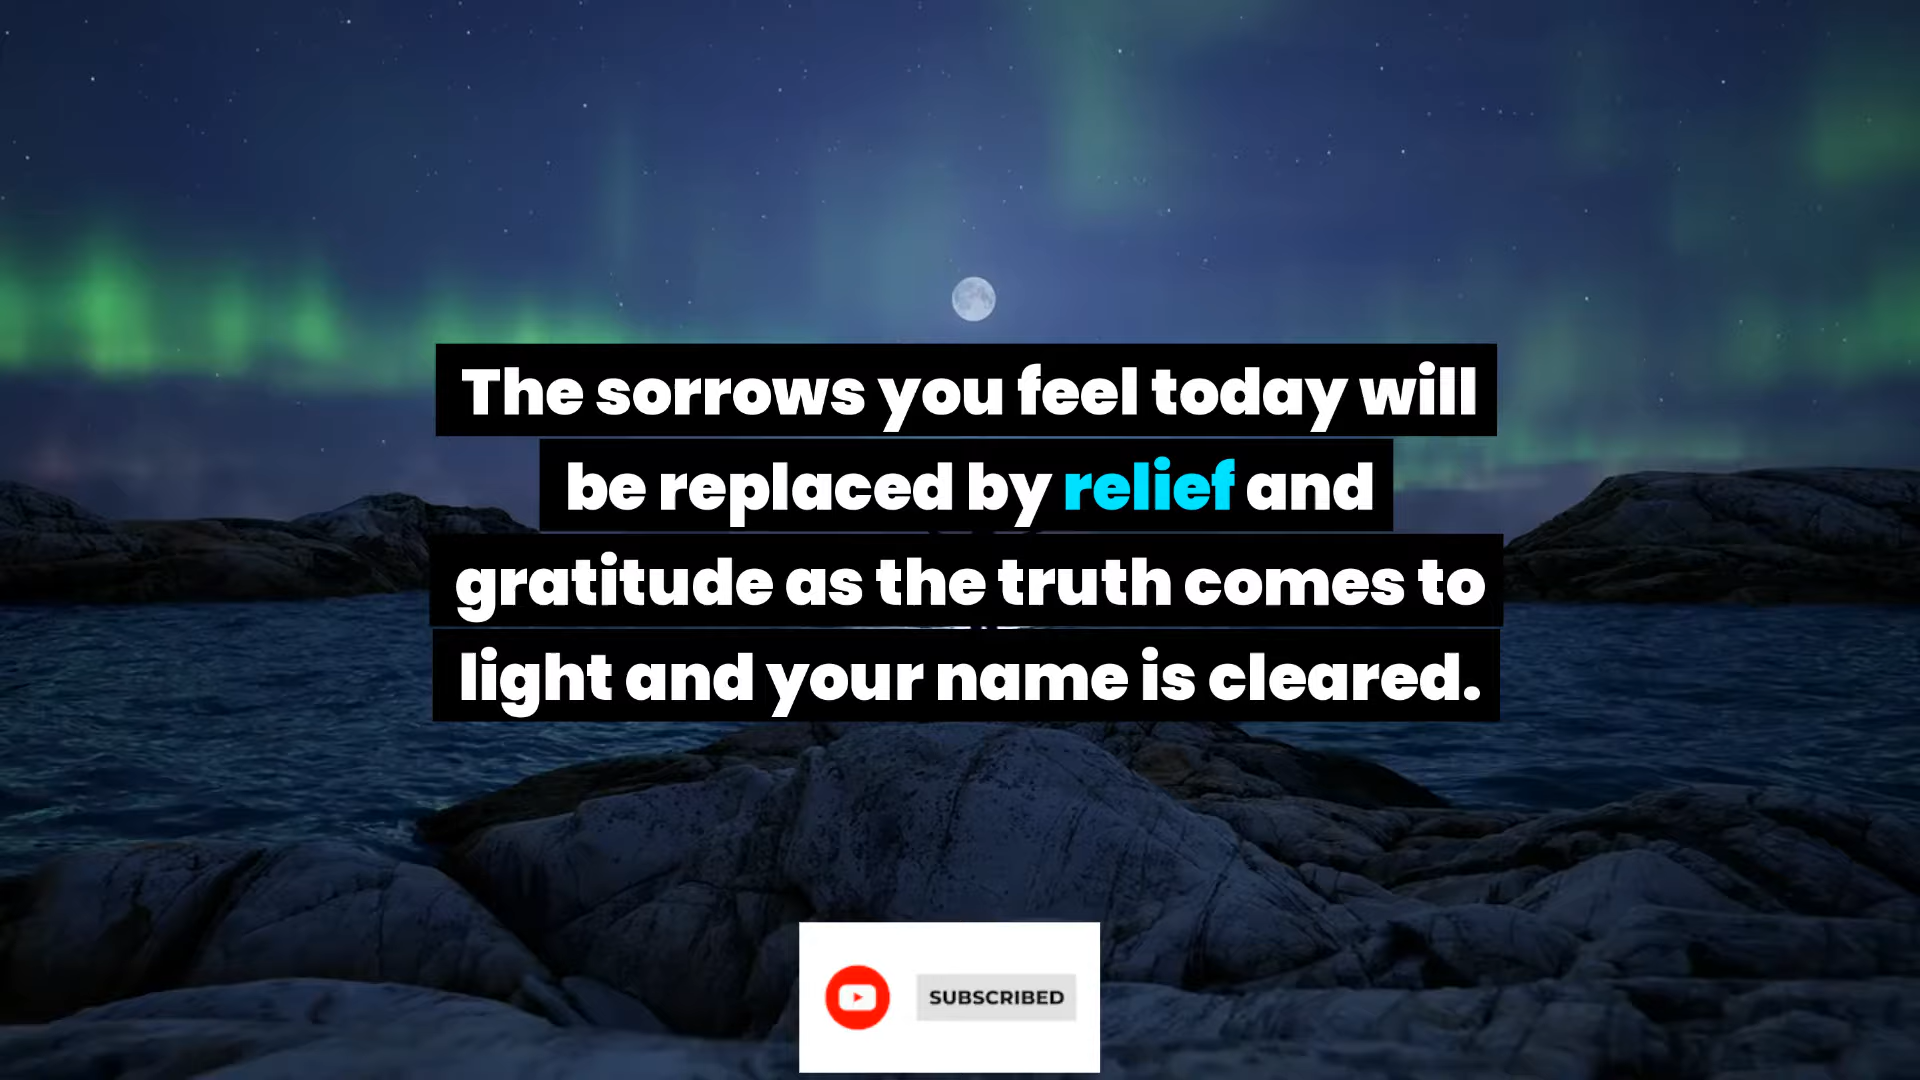 The sorrows you feel today will
be replaced by relief and
gratitude as the truth comes to
light and your name is cleared.
SUBSCRIBED